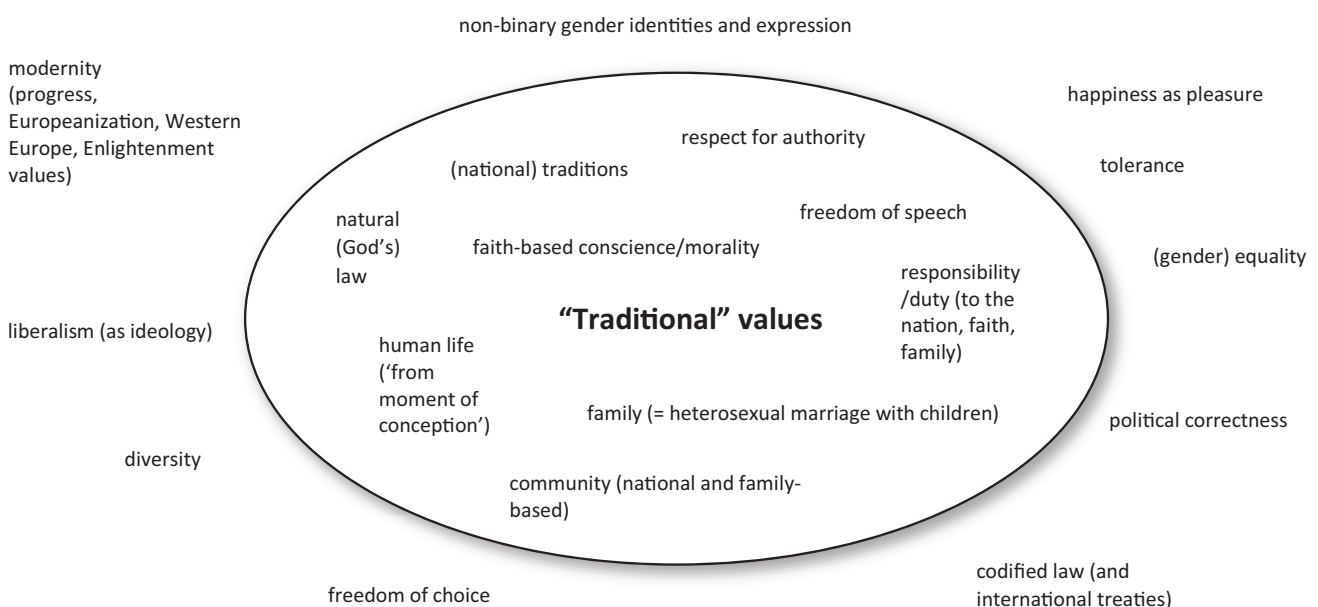 non-binary gender identities and expression
modernity
(progress,
Europeanization, Western
Europe, Enlightenment
values)
happiness as pleasure
respect for authority
(national) traditions
tolerance
natural
(God's)
law
freedom of speech
faith-based conscience/morality
(gender) equality
responsibility
/duty (to the
nation, faith,
family)
"Traditional" values
liberalism (as ideology)
human life
('from
moment of
conception')
family (= heterosexual marriage with children)
political correctness
diversity
community (national and family-
based)
freedom of choice
codified law (and
international treaties)